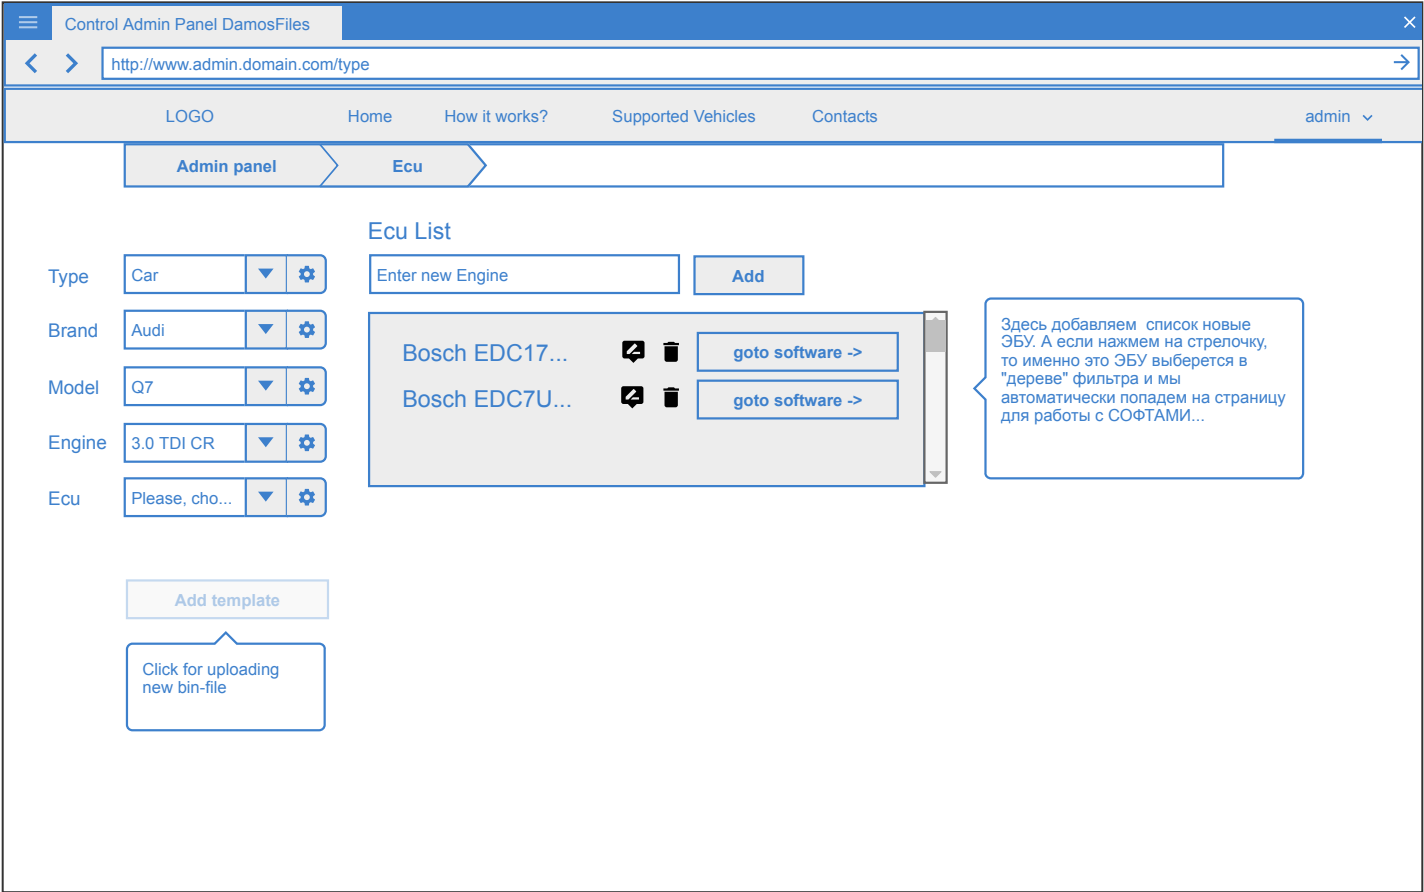 Control Admin Panel DamosFiles
http://www.admin.domain.com/type
LOGO Home How it works? Supported Vehicles Contacts admin
Admin panel Ecu
Ecu List
Type Car
Enter new Engine Add
Brand Audi
Model Q7
Engine 3.0 TDI CR
Ecu Please, cho...
Bosch EDC17... goto software ->
Bosch EDC7U... goto software ->
Здесь добавляем список новые
ЭБУ. А если нажмем на стрелочку,
то именно это ЭБУ выберется в
"дереве" фильтра и мы
автоматически попадем на страницу
для работы с СОФТАМИ...
Add template
Click for uploading
new bin-file